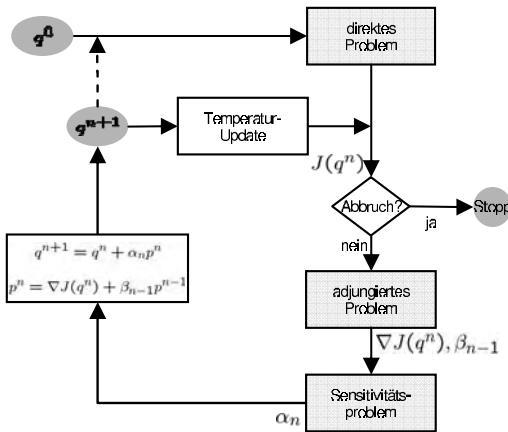 q^0
direktes
Problem
q^{n+1}
Temperatur-
Update
J(q^n)
Abbruch?
ja
Stopp
nein
q^{n+1} = q^n + α_n p^n
p^n = ∇J(q^n) + β_{n−1} p^{n−1}
adjungiertes
Problem
∇J(q^n), β_{n−1}
Sensitivitäts-
problem
α_n